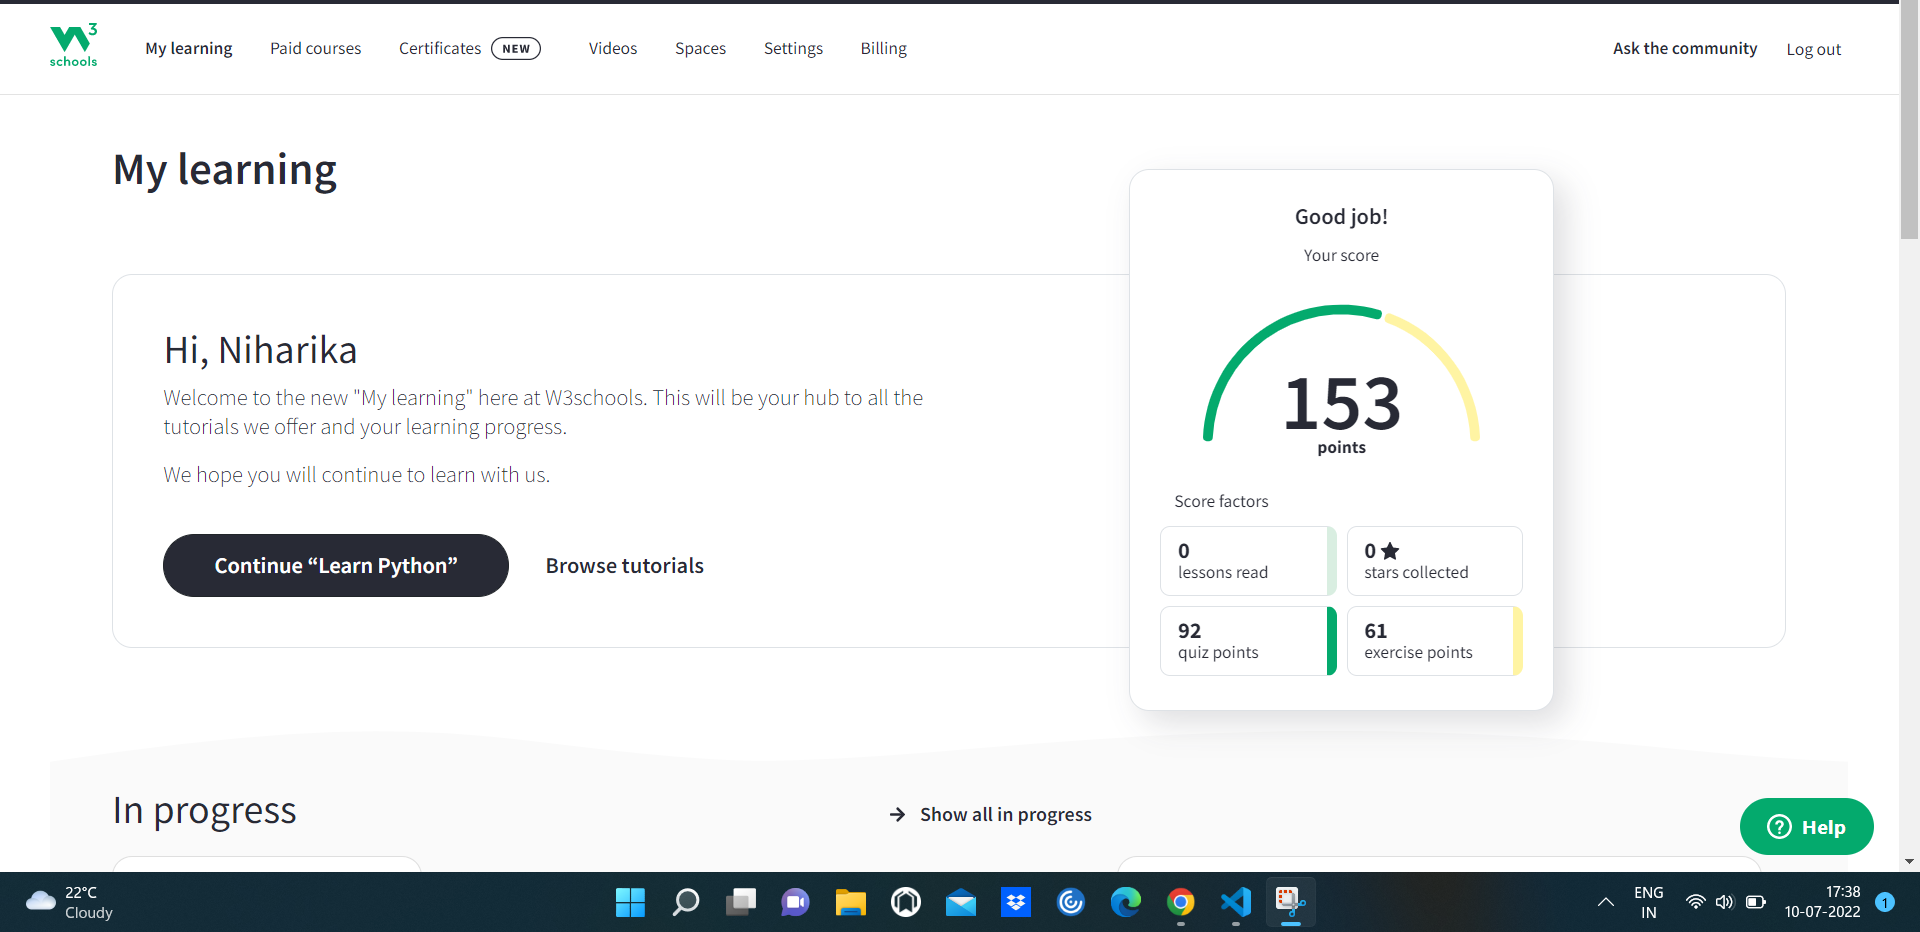 W3 schools
My learning
Paid courses
Certificates NEW
Videos
Spaces
Settings
Billing
Ask the community
Log out
My learning
Hi, Niharika
Welcome to the new "My learning" here at W3schools. This will be your hub to all the
tutorials we offer and your learning progress.
We hope you will continue to learn with us.
Continue “Learn Python”
Browse tutorials
Good job!
Your score
153
points
Score factors
0
lessons read
0
stars collected
92
quiz points
61
exercise points
In progress
→ Show all in progress
? Help
22°C
Cloudy
ENG
IN
17:38
10-07-2022
1